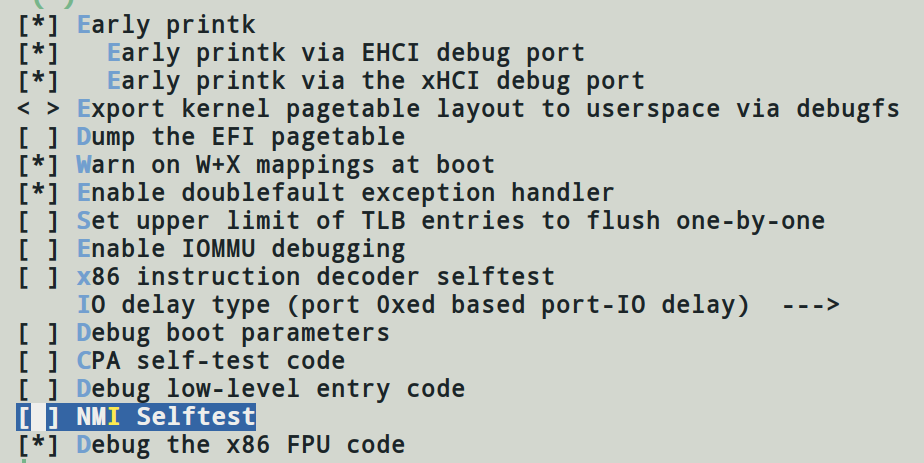 [*] Early printk
[*]   Early printk via EHCI debug port
[*]   Early printk via the xHCI debug port
< > Export kernel pagetable layout to userspace via debugfs
[ ] Dump the EFI pagetable
[*] Warn on W+X mappings at boot
[*] Enable doublefault exception handler
[ ] Set upper limit of TLB entries to flush one-by-one
[ ] Enable IOMMU debugging
[ ] x86 instruction decoder selftest
    IO delay type (port 0xed based port-IO delay)  --->
[ ] Debug boot parameters
[ ] CPA self-test code
[ ] Debug low-level entry code
[ ] NMI Selftest
[*] Debug the x86 FPU code